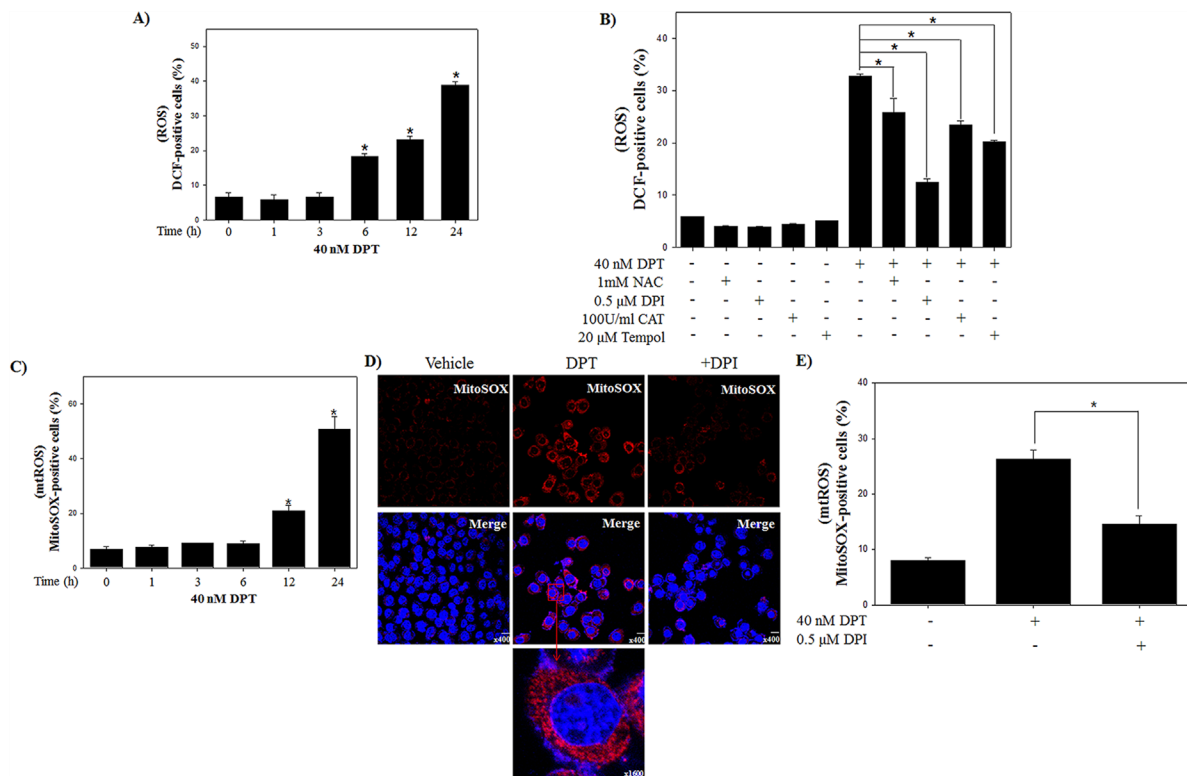 A)
(ROS)
DCF-positive cells (%)
50
40
30
20
10
0
* * *
Time (h) 0 1 3 6 12 24
40 nM DPT
B)
(ROS)
DCF-positive cells (%)
40
30
20
10
0
*
*
*
*
40 nM DPT - - - - - + + + + +
1mM NAC - + - - - - + - - -
0.5 μM DPI - - + - - - - + - -
100U/ml CAT - - - + - - - - + -
20 μM Tempol - - - - + - - - - +
C)
(mtROS)
MitoSOX-positive cells (%)
60
40
20
0
* *
Time (h) 0 1 3 6 12 24
40 nM DPT
D)
Vehicle DPT +DPI
MitoSOX MitoSOX MitoSOX
Merge Merge Merge
x400 x400 x400
x1600
E)
(mtROS)
MitoSOX-positive cells (%)
40
30
20
10
0
*
40 nM DPT - + +
0.5 μM DPI - - +